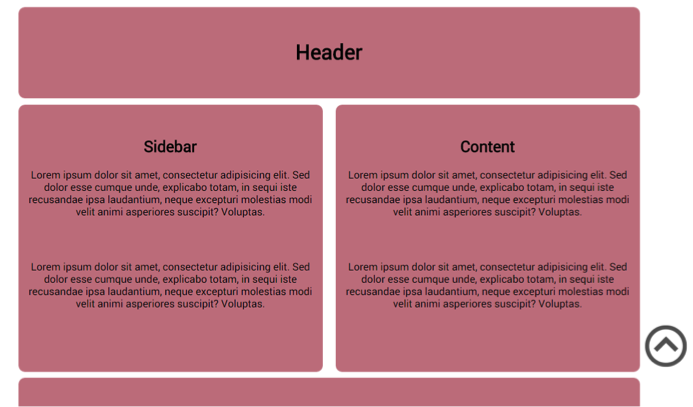 Header
Sidebar
Lorem ipsum dolor sit amet, consectetur adipisicing elit. Sed
dolor esse cumque unde, explicabo totam, in sequi iste
recusandae ipsa laudantium, neque excepturi molestias modi
velit animi asperiores suscipit? Voluptas.
Lorem ipsum dolor sit amet, consectetur adipisicing elit. Sed
dolor esse cumque unde, explicabo totam, in sequi iste
recusandae ipsa laudantium, neque excepturi molestias modi
velit animi asperiores suscipit? Voluptas.
Content
Lorem ipsum dolor sit amet, consectetur adipisicing elit. Sed
dolor esse cumque unde, explicabo totam, in sequi iste
recusandae ipsa laudantium, neque excepturi molestias modi
velit animi asperiores suscipit? Voluptas.
Lorem ipsum dolor sit amet, consectetur adipisicing elit. Sed
dolor esse cumque unde, explicabo totam, in sequi iste
recusandae ipsa laudantium, neque excepturi molestias modi
velit animi asperiores suscipit? Voluptas.